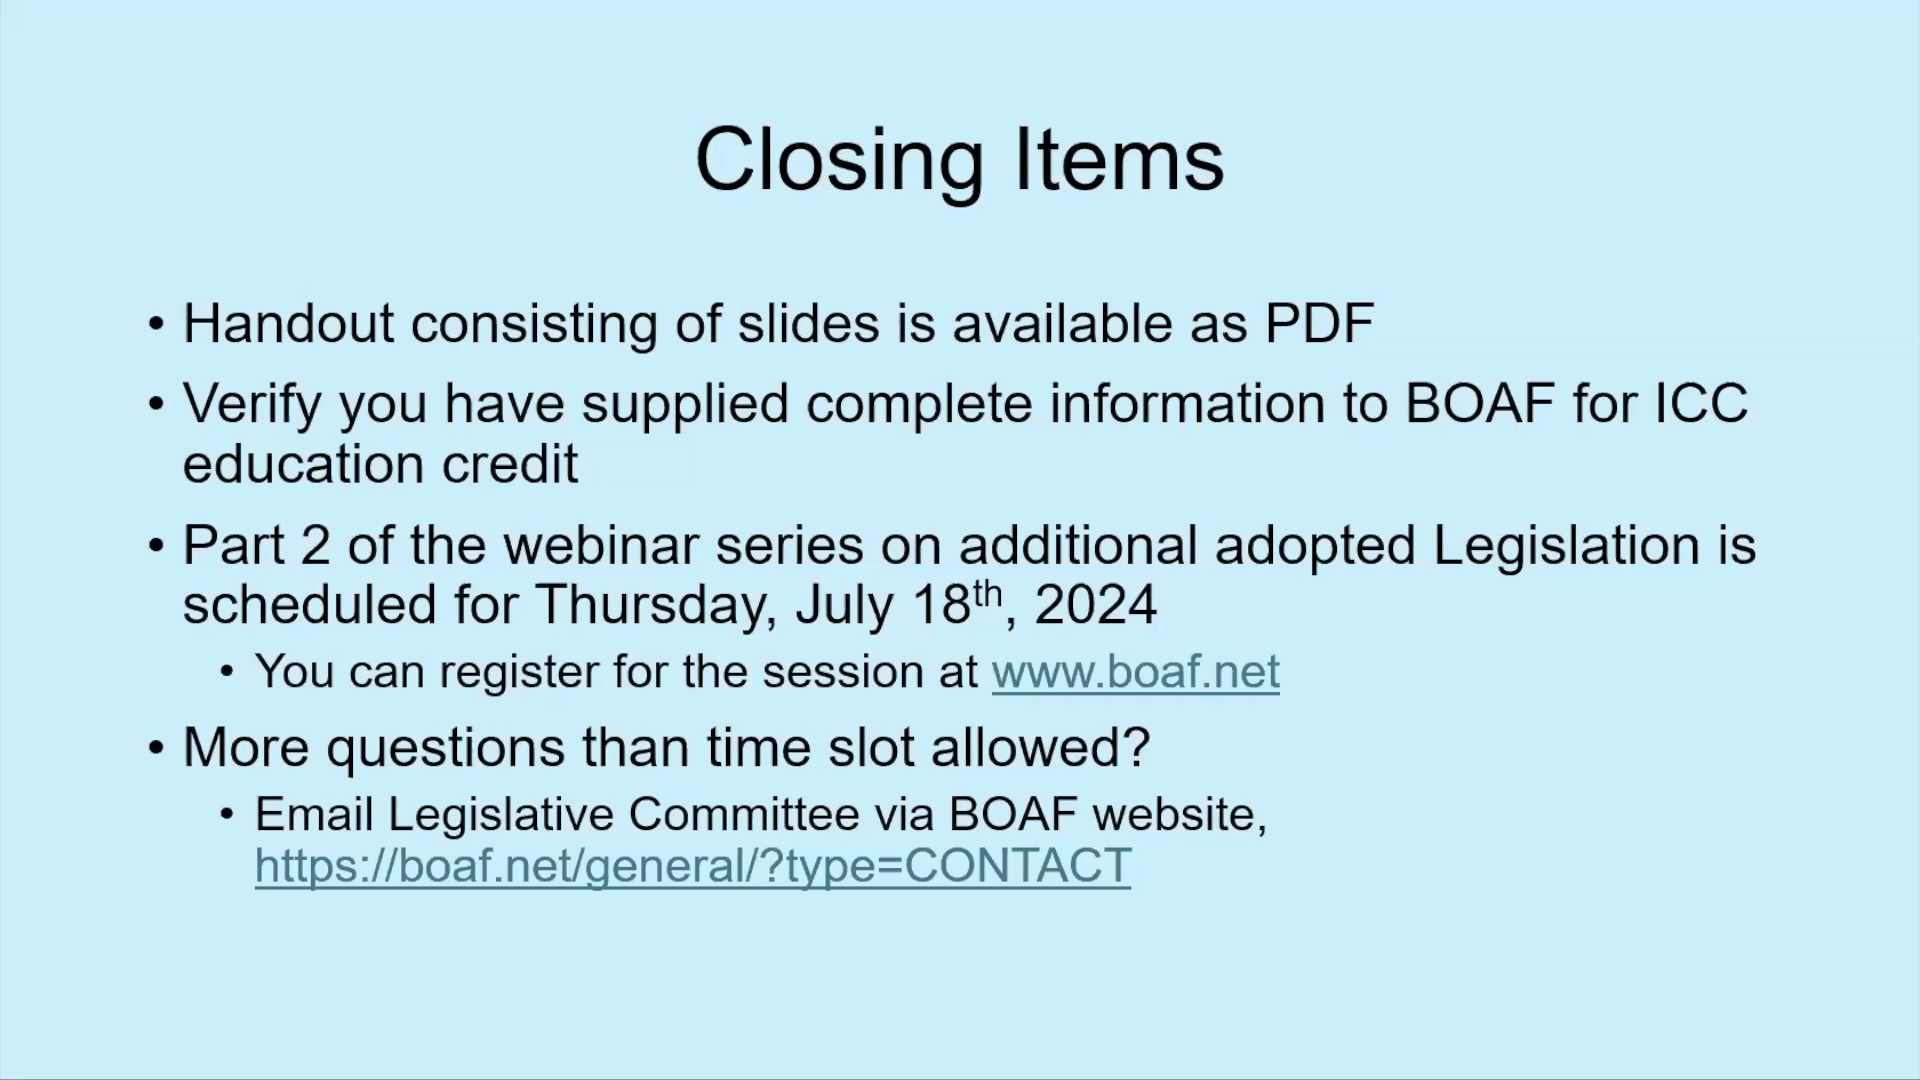 Closing Items
• Handout consisting of slides is available as PDF
• Verify you have supplied complete information to BOAF for ICC
education credit
• Part 2 of the webinar series on additional adopted Legislation is
scheduled for Thursday, July 18th, 2024
• You can register for the session at www.boaf.net
• More questions than time slot allowed?
• Email Legislative Committee via BOAF website,
https://boaf.net/general/?type=CONTACT